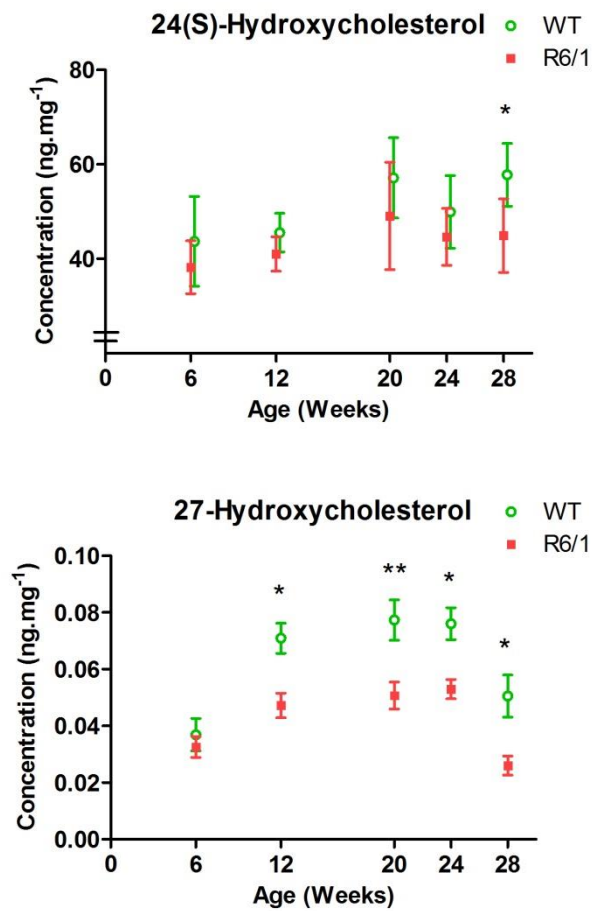 24(S)-Hydroxycholesterol
WT
R6/1
Concentration (ng.mg⁻¹)
80
60
40
*
0 6 12 20 24 28
Age (Weeks)
27-Hydroxycholesterol
WT
R6/1
Concentration (ng.mg⁻¹)
0.10
0.08
0.06
0.04
0.02
0.00
* ** * *
0 6 12 20 24 28
Age (Weeks)